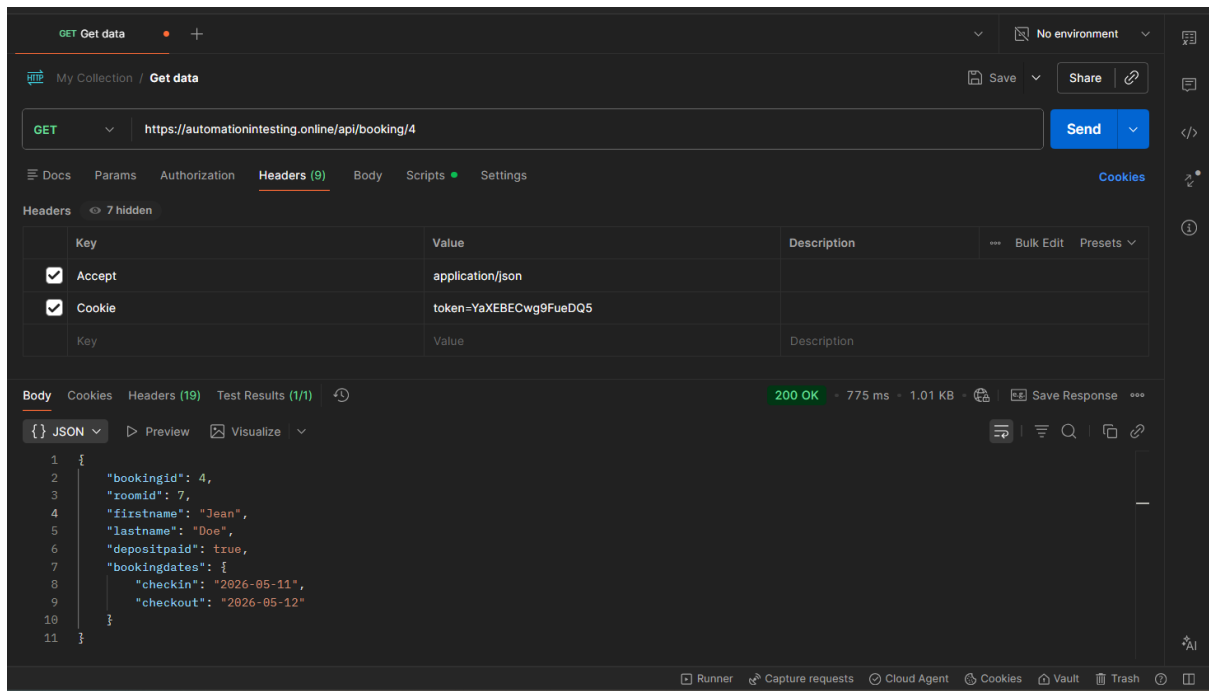 GET Get data
No environment
HTTP My Collection / Get data
Save Share
GET https://automationintesting.online/api/booking/4 Send
Docs Params Authorization Headers (9) Body Scripts Settings Cookies
Headers 7 hidden
Key Value Description Bulk Edit Presets
Accept application/json
Cookie token=YaXEBECwg9FueDQ5
Key Value Description
Body Cookies Headers (19) Test Results (1/1) 200 OK • 775 ms • 1.01 KB • e.g. Save Response
{} JSON Preview Visualize
1 {
2 "bookingid": 4,
3 "roomid": 7,
4 "firstname": "Jean",
5 "lastname": "Doe",
6 "depositpaid": true,
7 "bookingdates": {
8 "checkin": "2026-05-11",
9 "checkout": "2026-05-12"
10 }
11 }
AI
Runner Capture requests Cloud Agent Cookies Vault Trash